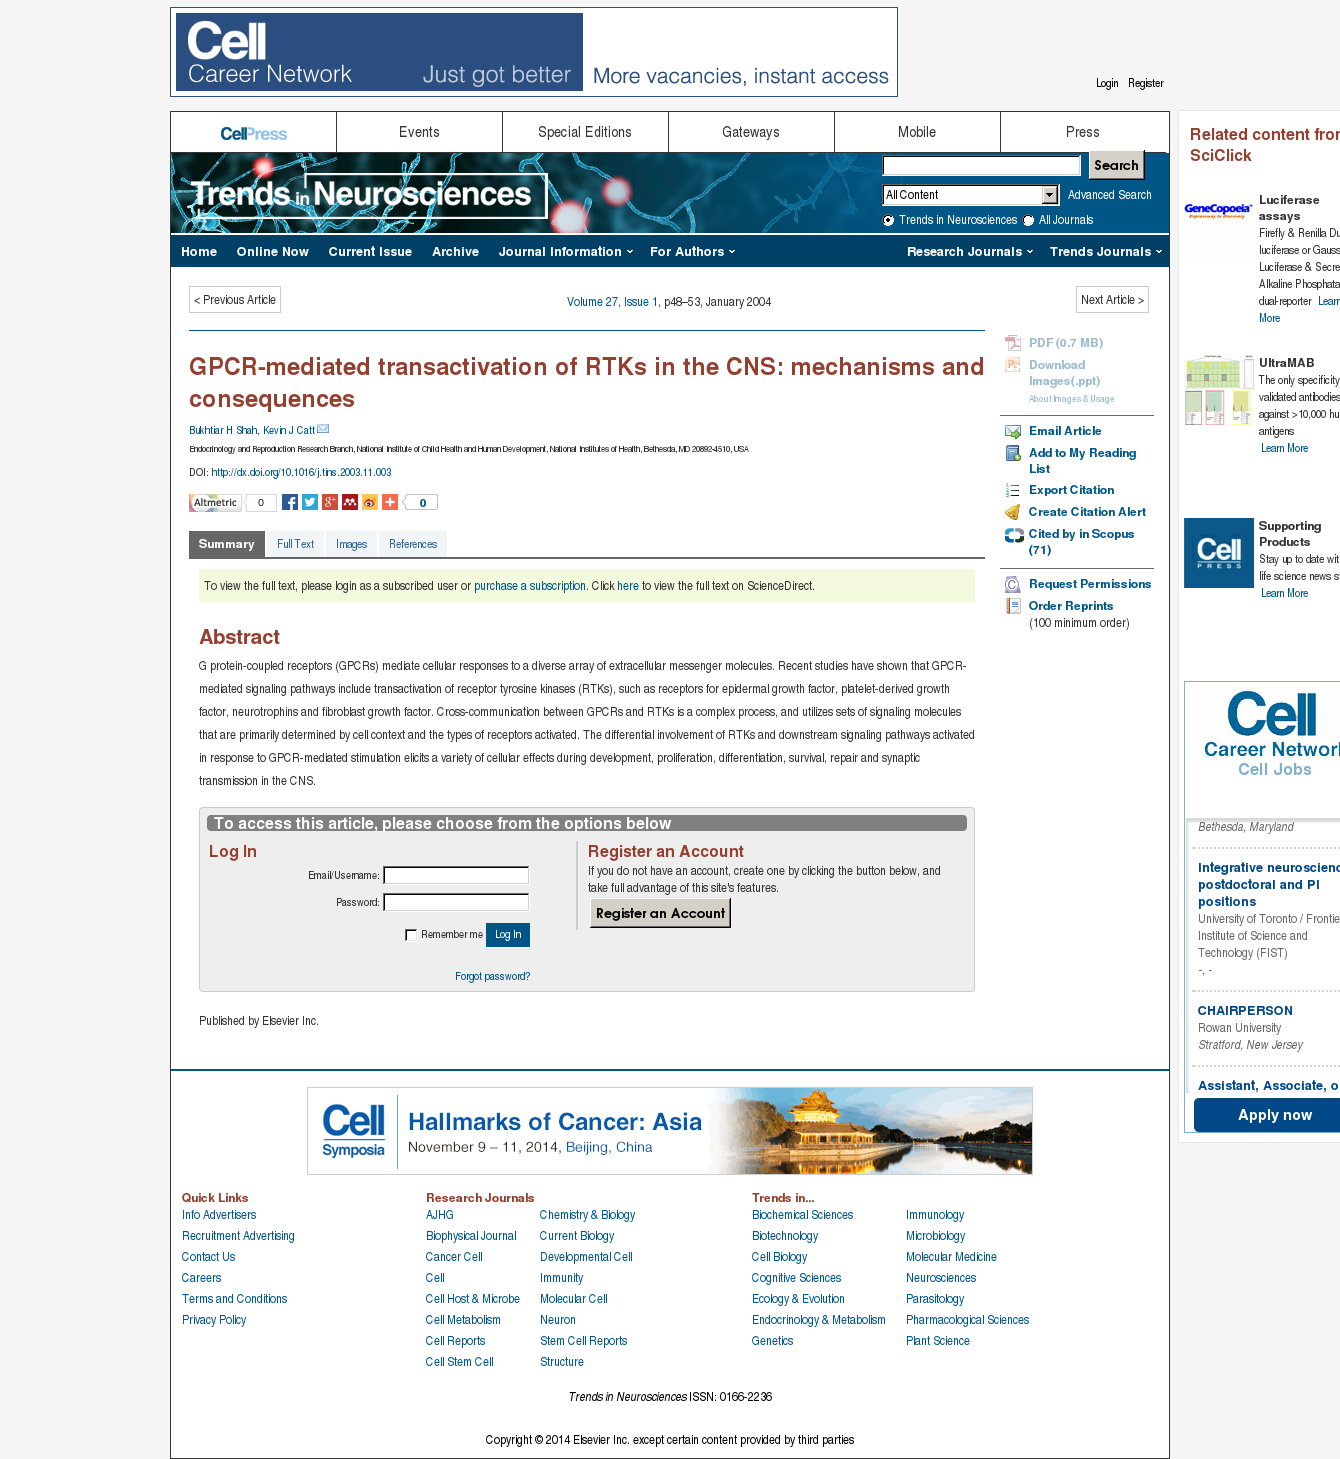 Cell
Career Network
Just got better
More vacancies, instant access
Login Register
CellPress
Events
Special Editions
Gateways
Mobile
Press
Trends in Neurosciences
Search
All Content
Advanced Search
Trends in Neurosciences All Journals
Home Online Now Current Issue Archive Journal Information For Authors Research Journals Trends Journals
< Previous Article
Volume 27, Issue 1, p48–53, January 2004
Next Article >
GPCR-mediated transactivation of RTKs in the CNS: mechanisms and
consequences
Bukhtiar H Shah, Kevin J Catt
Endocrinology and Reproduction Research Branch, National Institute of Child Health and Human Development, National Institutes of Health, Bethesda, MD 20892-4510, USA
DOI: http://dx.doi.org/10.1016/j.tins.2003.11.003
Altmetric 0
0
Summary Full Text Images References
To view the full text, please login as a subscribed user or purchase a subscription. Click here to view the full text on ScienceDirect.
Abstract
G protein-coupled receptors (GPCRs) mediate cellular responses to a diverse array of extracellular messenger molecules. Recent studies have shown that GPCR-
mediated signaling pathways include transactivation of receptor tyrosine kinases (RTKs), such as receptors for epidermal growth factor, platelet-derived growth
factor, neurotrophins and fibroblast growth factor. Cross-communication between GPCRs and RTKs is a complex process, and utilizes sets of signaling molecules
that are primarily determined by cell context and the types of receptors activated. The differential involvement of RTKs and downstream signaling pathways activated
in response to GPCR-mediated stimulation elicits a variety of cellular effects during development, proliferation, differentiation, survival, repair and synaptic
transmission in the CNS.
To access this article, please choose from the options below
Log In
Email/Username:
Password:
Remember me Log In
Forgot password?
Register an Account
If you do not have an account, create one by clicking the button below, and
take full advantage of this site's features.
Register an Account
Published by Elsevier Inc.
PDF (0.7 MB)
Download
Images(.ppt)
About Images & Usage
Email Article
Add to My Reading
List
Export Citation
Create Citation Alert
Cited by in Scopus
(71)
Request Permissions
Order Reprints
(100 minimum order)
Related content from
SciClick
GeneCopoeia
Expressway to discovery
Luciferase
assays
Firefly & Renilla Du
luciferase or Gauss
Luciferase & Secre
Alkaline Phosphata
dual-reporter Learn
More
UltraMAB
The only specificity
validated antibodies
against >10,000 hu
antigens
Learn More
Cell
PRESS
Supporting
Products
Stay up to date wit
life science news s
Learn More
Cell
Career Network
Cell Jobs
Bethesda, Maryland
Integrative neuroscienc
postdoctoral and PI
positions
University of Toronto / Frontie
Institute of Science and
Technology (FIST)
-, -
CHAIRPERSON
Rowan University
Stratford, New Jersey
Assistant, Associate, o
Apply now
Cell
Symposia
Hallmarks of Cancer: Asia
November 9 – 11, 2014, Beijing, China
Quick Links
Info Advertisers
Recruitment Advertising
Contact Us
Careers
Terms and Conditions
Privacy Policy
Research Journals
AJHG
Biophysical Journal
Cancer Cell
Cell
Cell Host & Microbe
Cell Metabolism
Cell Reports
Cell Stem Cell
Chemistry & Biology
Current Biology
Developmental Cell
Immunity
Molecular Cell
Neuron
Stem Cell Reports
Structure
Trends in...
Biochemical Sciences
Biotechnology
Cell Biology
Cognitive Sciences
Ecology & Evolution
Endocrinology & Metabolism
Genetics
Immunology
Microbiology
Molecular Medicine
Neurosciences
Parasitology
Pharmacological Sciences
Plant Science
Trends in Neurosciences ISSN: 0166-2236
Copyright © 2014 Elsevier Inc. except certain content provided by third parties